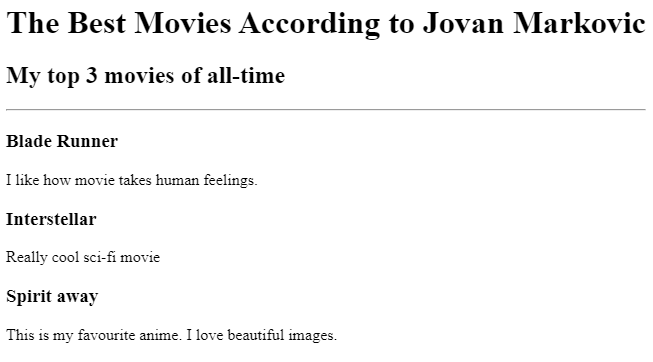 The Best Movies According to Jovan Markovic
My top 3 movies of all-time
Blade Runner
I like how movie takes human feelings.
Interstellar
Really cool sci-fi movie
Spirit away
This is my favourite anime. I love beautiful images.